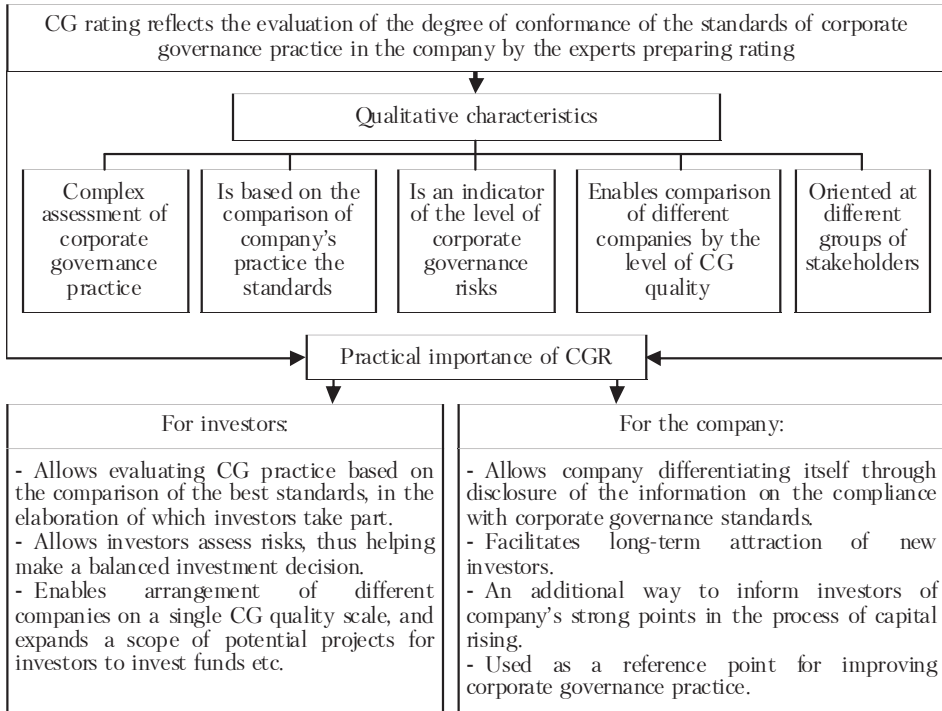 CG rating reflects the evaluation of the degree of conformance of the standards of corporate
governance practice in the company by the experts preparing rating
Qualitative characteristics
Complex
assessment of
corporate
governance
practice
Is based on the
comparison of
company's
practice the
standards
Is an indicator
of the level of
corporate
governance
risks
Enables comparison
of different
companies by the
level of CG
quality
Oriented at
different
groups of
stakeholders
Practical importance of CGR
For investors:
- Allows evaluating CG practice based on
the comparison of the best standards, in the
elaboration of which investors take part.
- Allows investors assess risks, thus helping
make a balanced investment decision.
- Enables arrangement of different
companies on a single CG quality scale, and
expands a scope of potential projects for
investors to invest funds etc.
For the company:
- Allows company differentiating itself through
disclosure of the information on the compliance
with corporate governance standards.
- Facilitates long-term attraction of new
investors.
- An additional way to inform investors of
company's strong points in the process of capital
rising.
- Used as a reference point for improving
corporate governance practice.